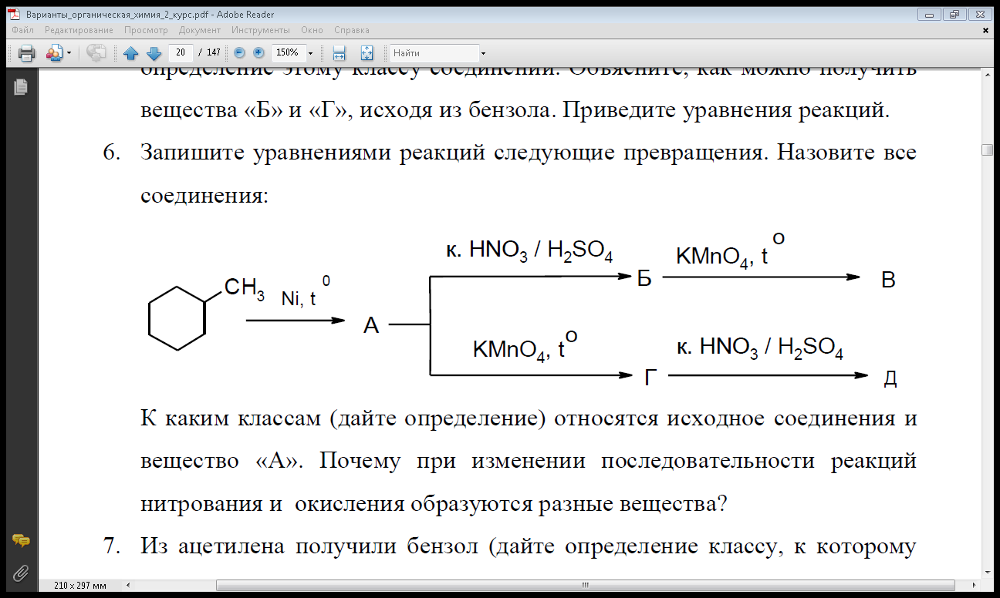 Варианты_органическая_химия_2_курс.pdf - Adobe Reader
Файл Редактирование Просмотр Документ Инструменты Окно Справка
20 / 147 150% Найти
определение этому классу соединений. Объясните, как можно получить
вещества «Б» и «Г», исходя из бензола. Приведите уравнения реакций.
6. Запишите уравнениями реакций следующие превращения. Назовите все
соединения:
к. HNO3 / H2SO4 KMnO4, t o
CH3 Ni, t 0 Б В
А
KMnO4, t o к. HNO3 / H2SO4
Г Д
К каким классам (дайте определение) относятся исходное соединения и
вещество «А». Почему при изменении последовательности реакций
нитрования и окисления образуются разные вещества?
7. Из ацетилена получили бензол (дайте определение классу, к которому
210 x 297 мм